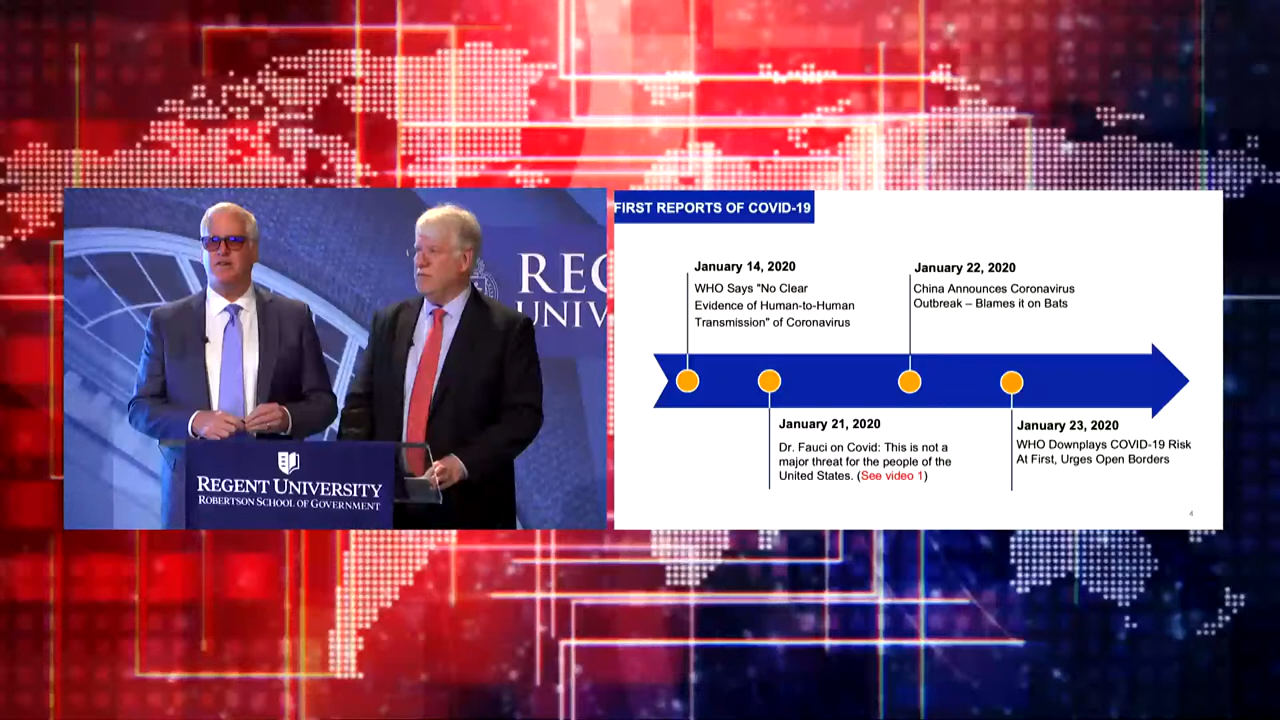 REG
UNIV
REGENT UNIVERSITY
ROBERTSON SCHOOL OF GOVERNMENT
FIRST REPORTS OF COVID-19
January 14, 2020
WHO Says "No Clear
Evidence of Human-to-Human
Transmission" of Coronavirus
January 22, 2020
China Announces Coronavirus
Outbreak – Blames it on Bats
January 21, 2020
Dr. Fauci on Covid: This is not a
major threat for the people of the
United States. (See video 1)
January 23, 2020
WHO Downplays COVID-19 Risk
At First, Urges Open Borders
4